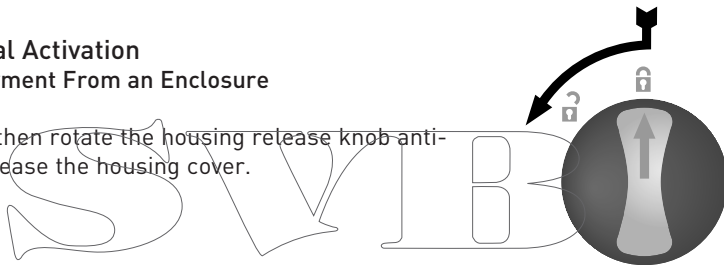 al Activation
ment From an Enclosure
then rotate the housing release knob anti-
ease the housing cover.
SVB